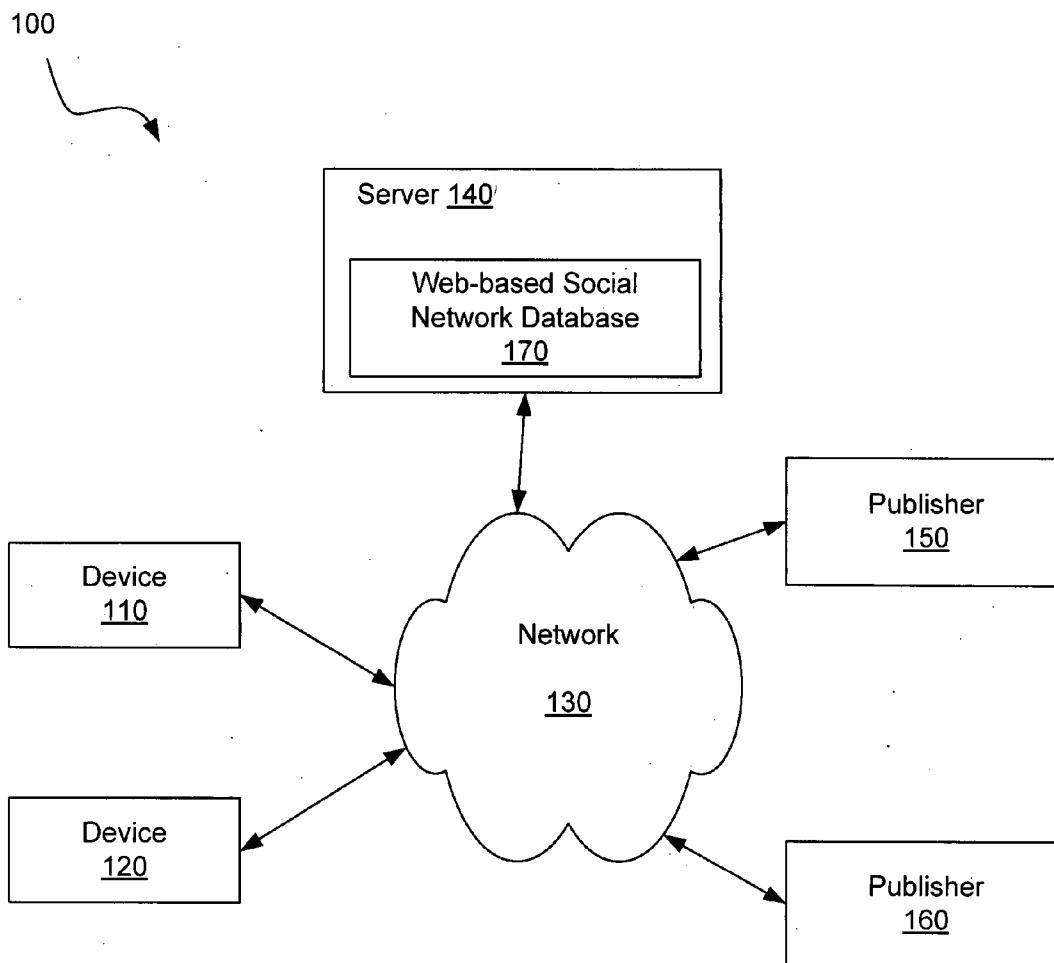 100
Server 140
Web-based Social
Network Database
170
Publisher
150
Device
110
Network
130
Device
120
Publisher
160